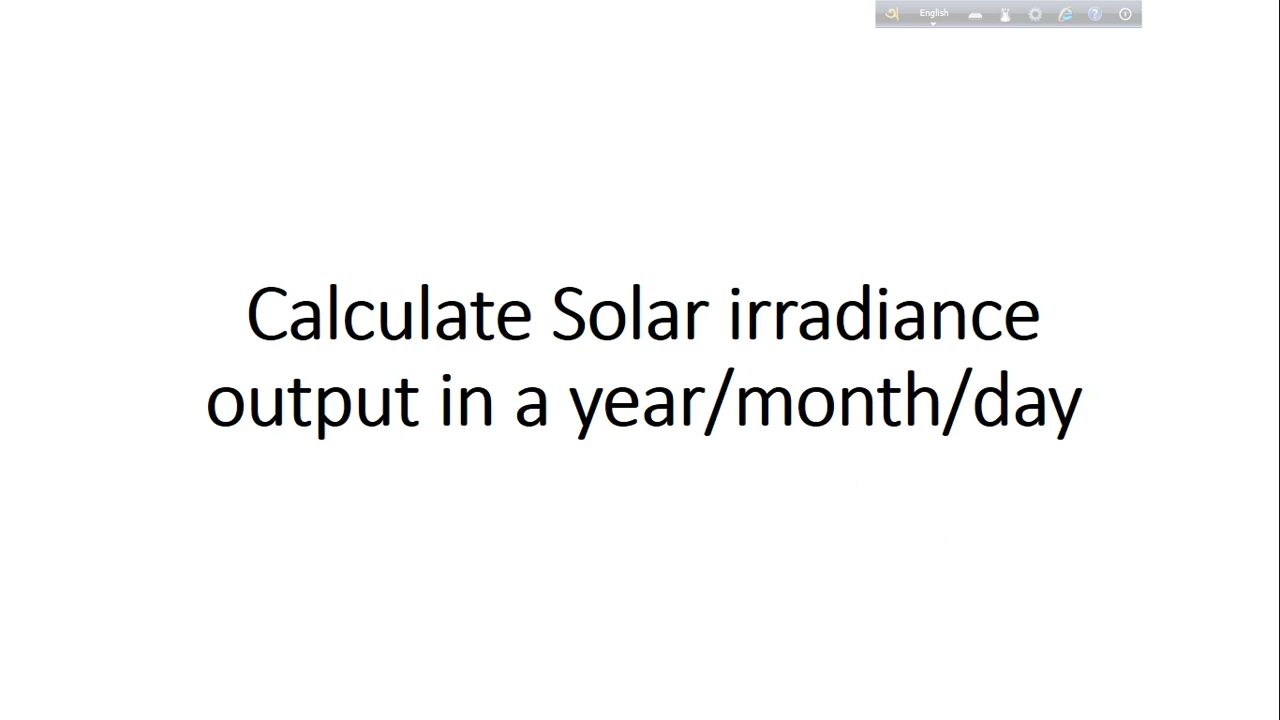 অ English
Calculate Solar irradiance
output in a year/month/day